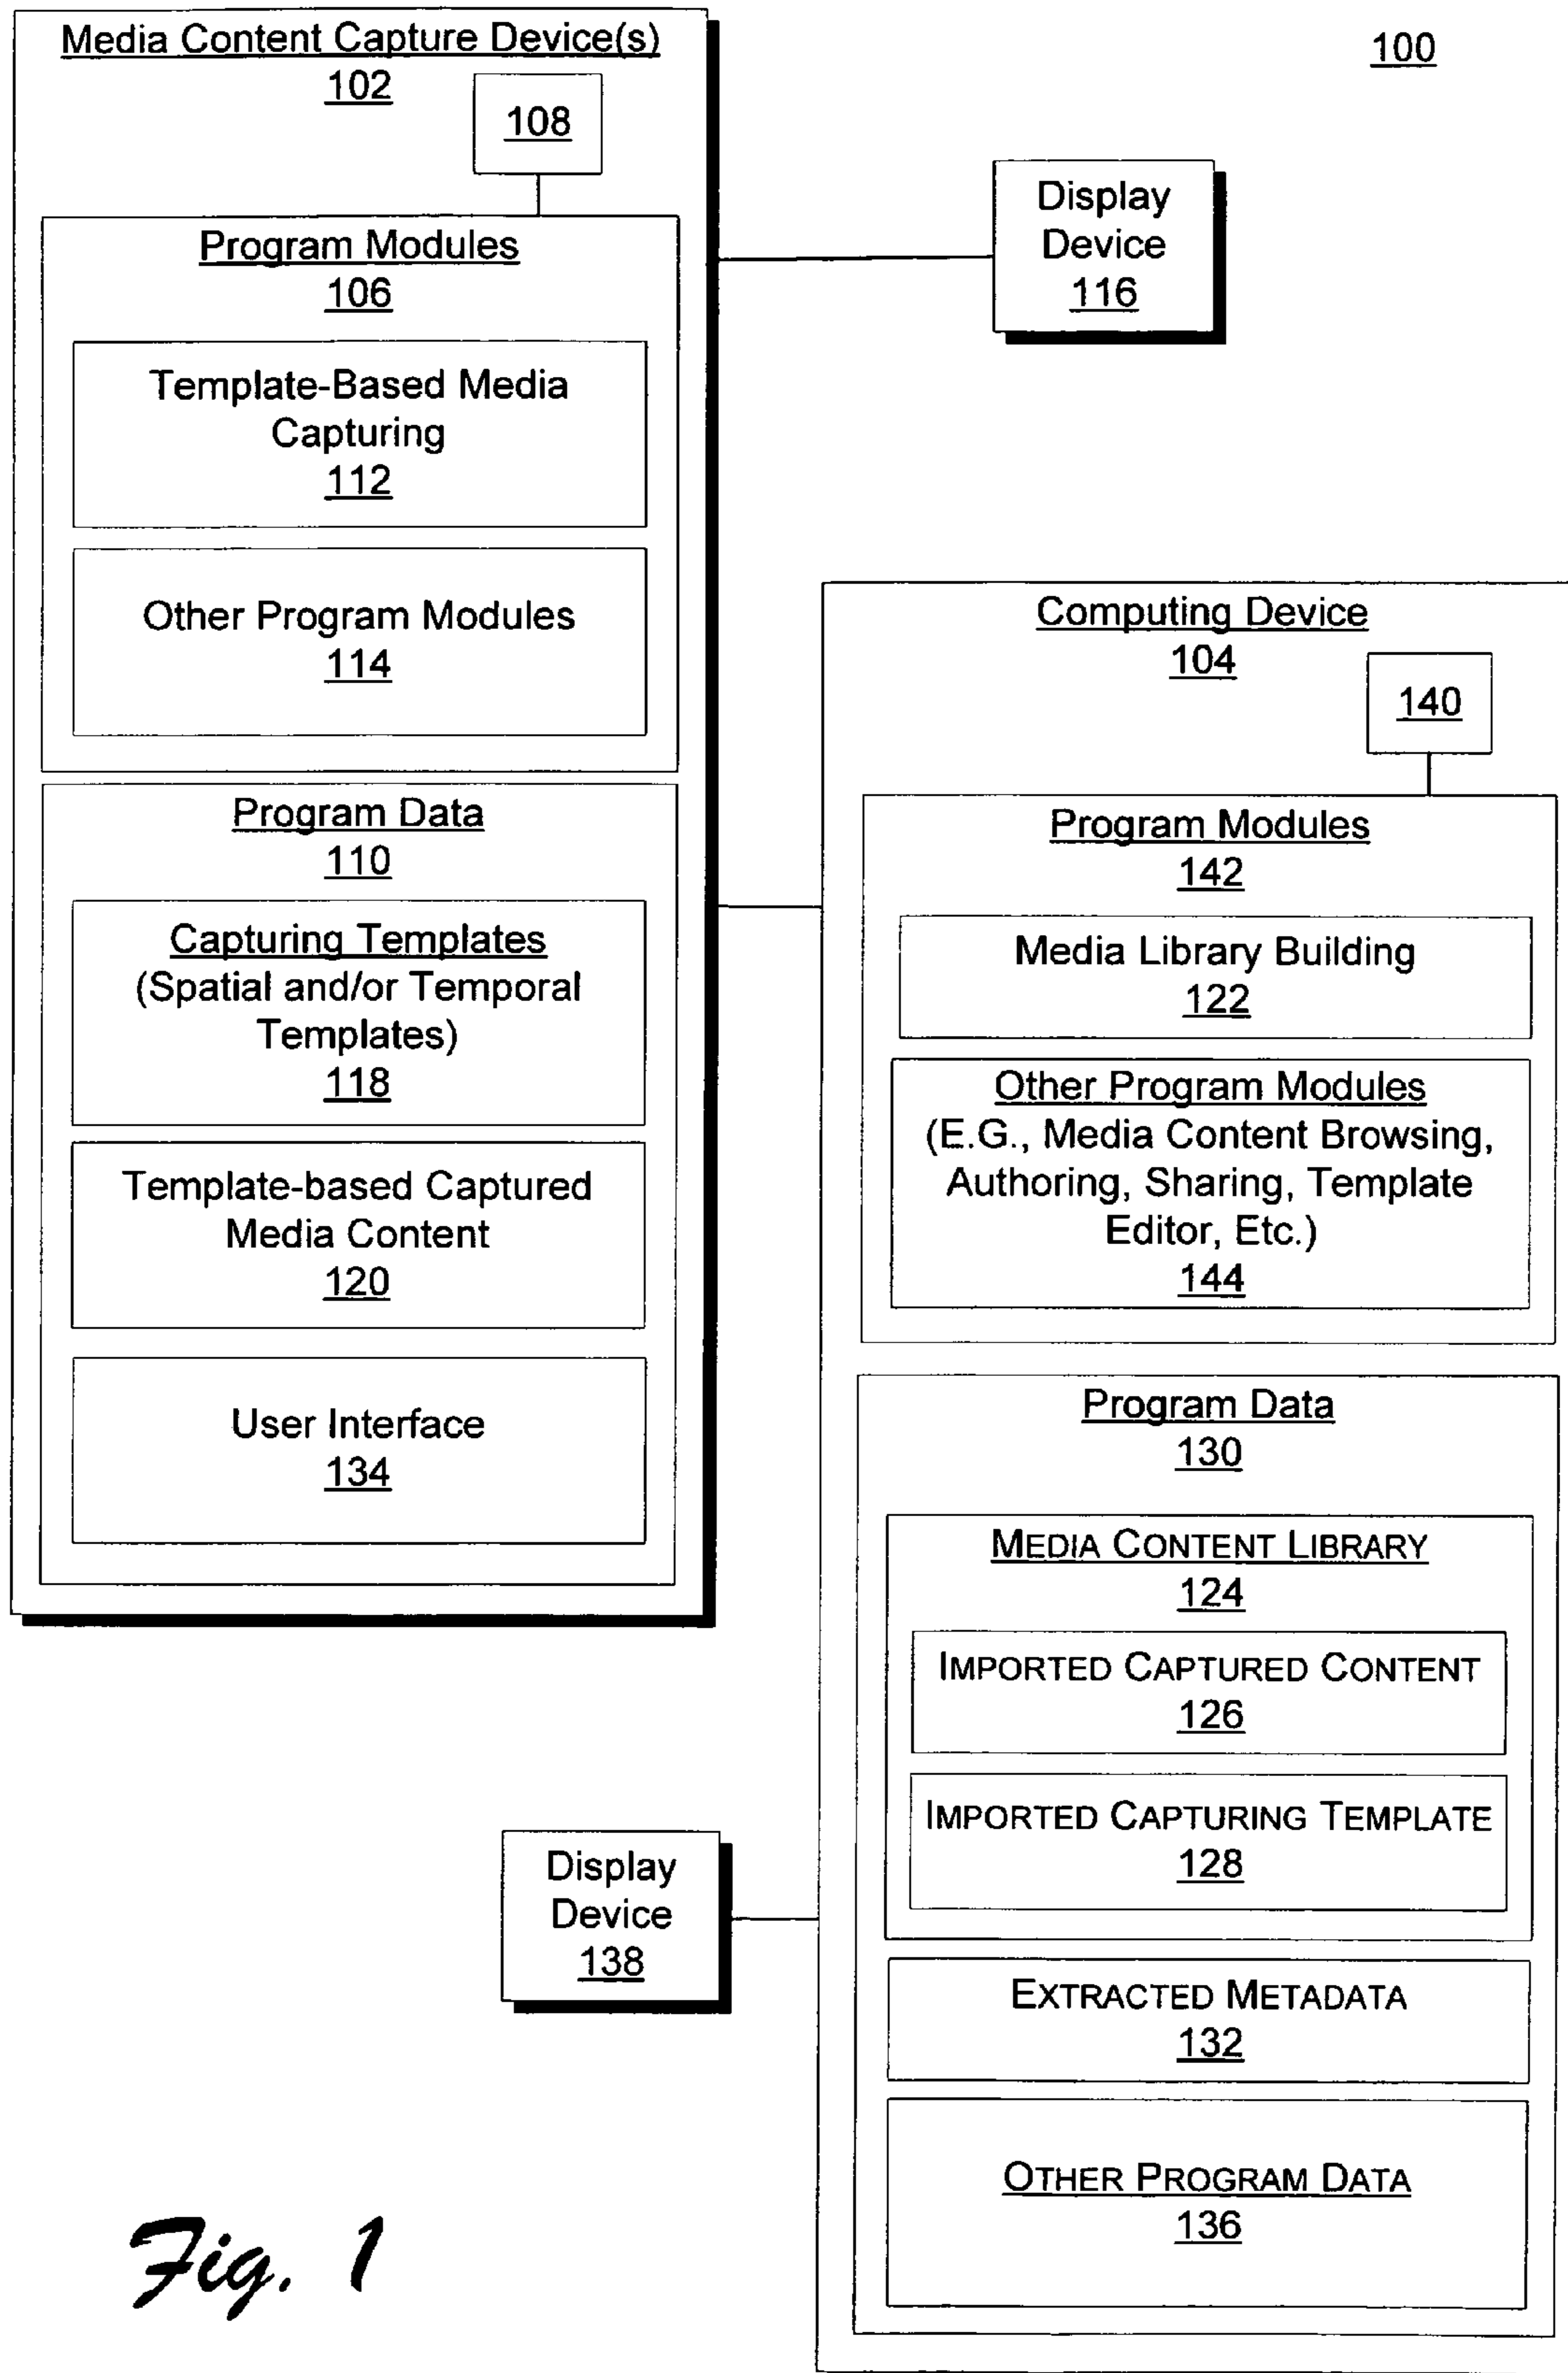 Media Content Capture Device(s)
102
108
Program Modules
106
Template-Based Media
Capturing
112
Other Program Modules
114
Program Data
110
Capturing Templates
(Spatial and/or Temporal
Templates)
118
Template-based Captured
Media Content
120
User Interface
134
100
Display
Device
116
Computing Device
104
140
Program Modules
142
Media Library Building
122
Other Program Modules
(E.G., Media Content Browsing,
Authoring, Sharing, Template
Editor, Etc.)
144
Program Data
130
MEDIA CONTENT LIBRARY
124
IMPORTED CAPTURED CONTENT
126
IMPORTED CAPTURING TEMPLATE
128
EXTRACTED METADATA
132
OTHER PROGRAM DATA
136
Display
Device
138
Fig. 1